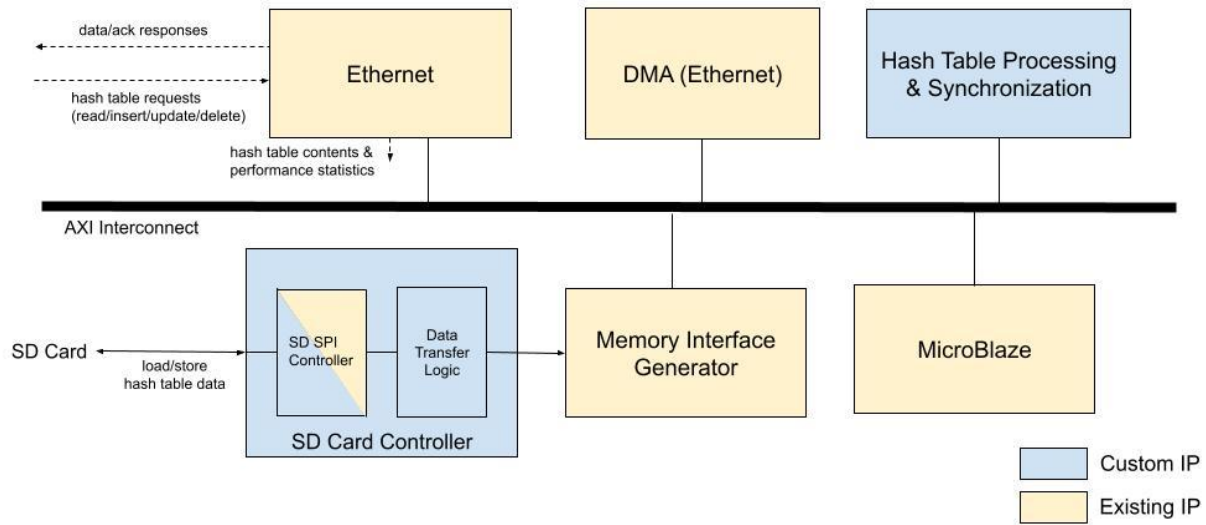 data/ack responses
hash table requests
(read/insert/update/delete)
Ethernet
hash table contents &
performance statistics
DMA (Ethernet)
Hash Table Processing
& Synchronization
AXI Interconnect
SD Card
load/store
hash table data
SD SPI
Controller
Data
Transfer
Logic
SD Card Controller
Memory Interface
Generator
MicroBlaze
Custom IP
Existing IP